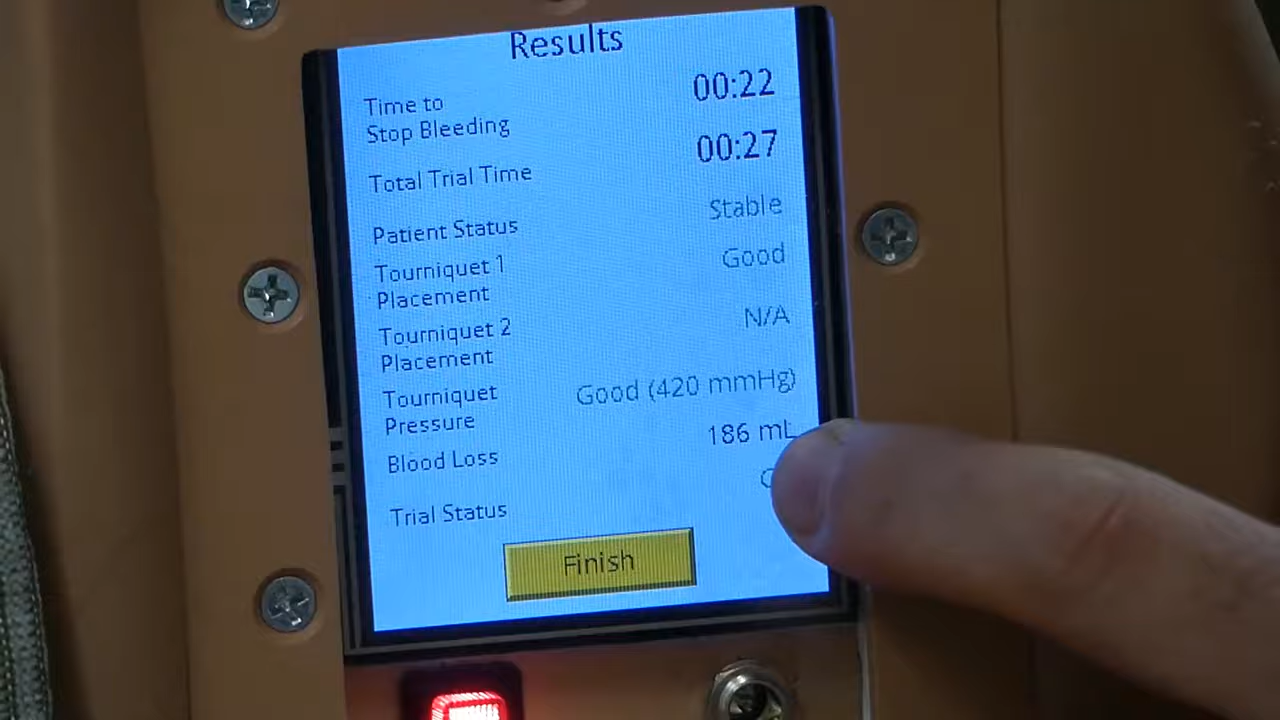 Results
Time to
Stop Bleeding
00:22
Total Trial Time
00:27
Patient Status
Stable
Tourniquet 1
Placement
Good
Tourniquet 2
Placement
N/A
Tourniquet
Pressure
Good (420 mmHg)
Blood Loss
186 mL
Trial Status
Finish